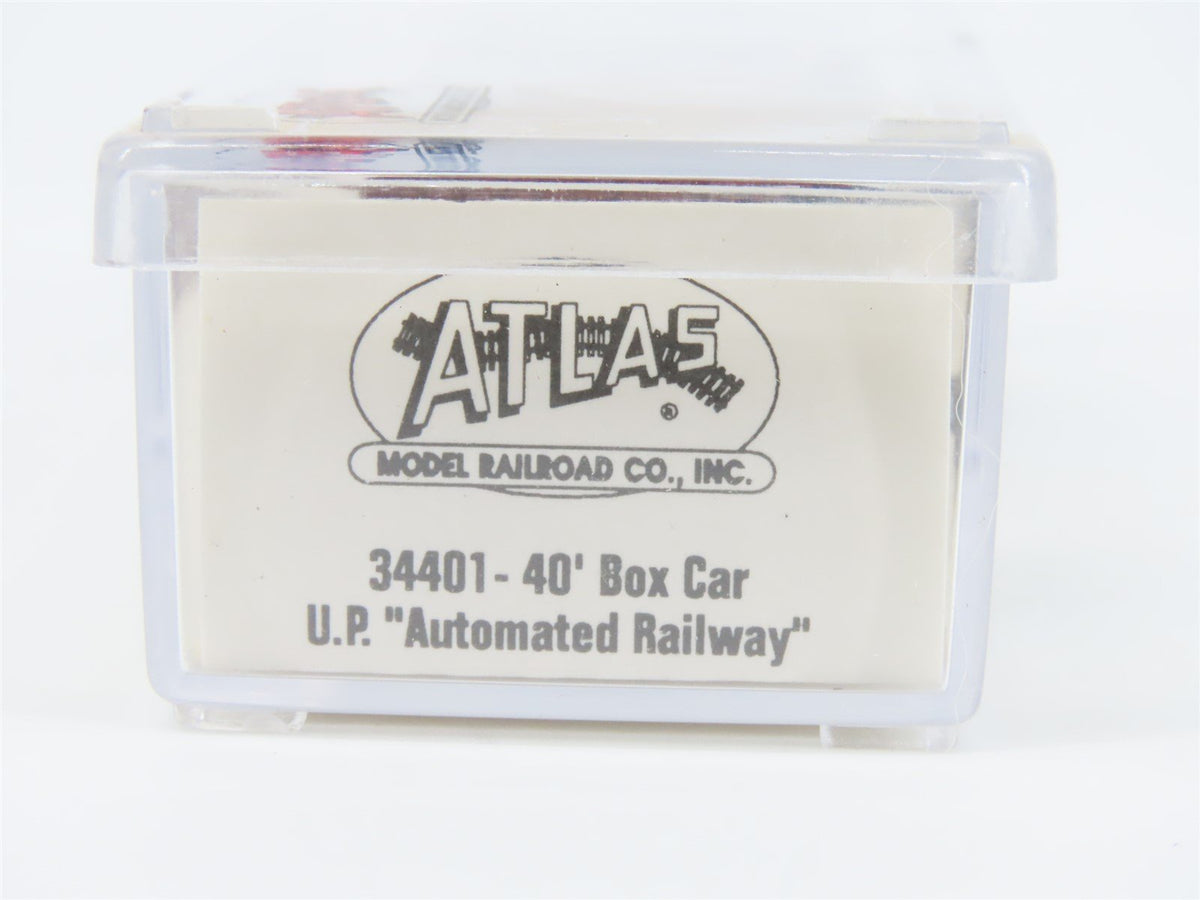 ATLAS ®
MODEL RAILROAD CO., INC.
34401 - 40' Box Car
U.P. "Automated Railway"